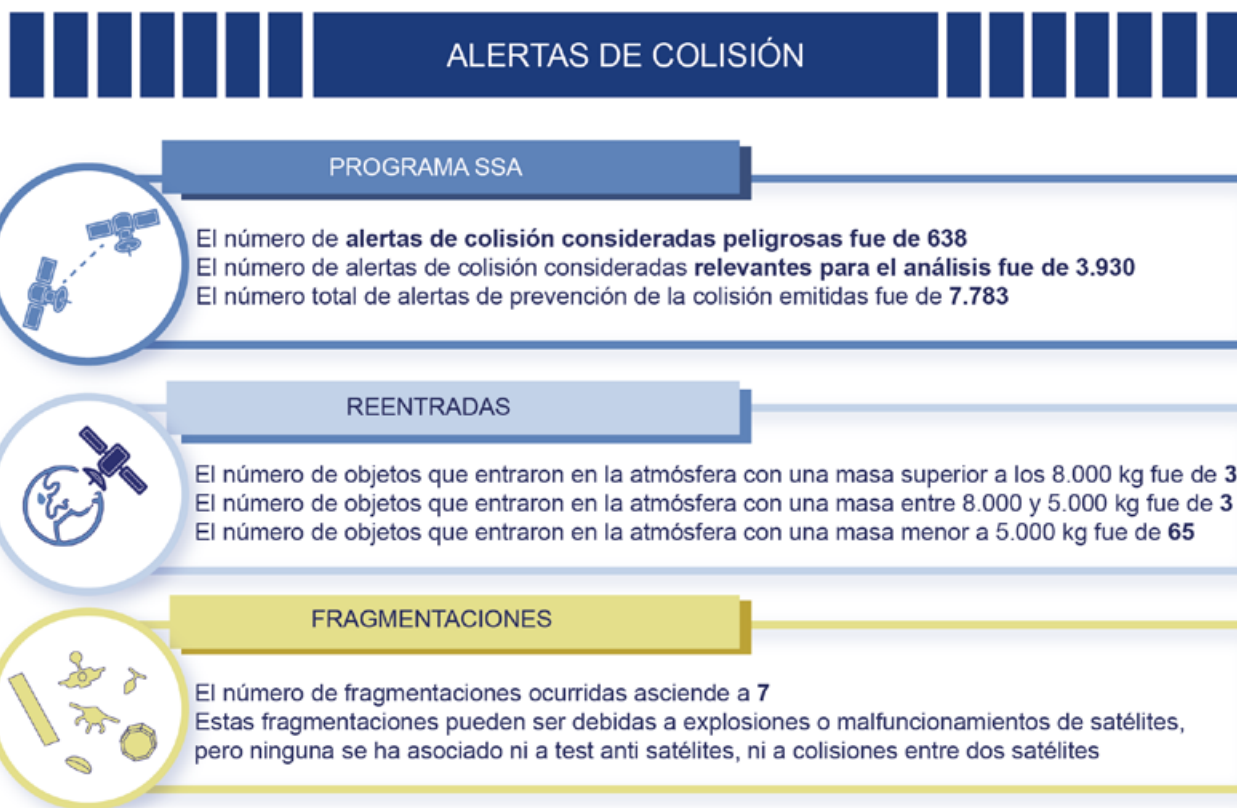 ALERTAS DE COLISIÓN
PROGRAMA SSA
El número de alertas de colisión consideradas peligrosas fue de 638
El número de alertas de colisión consideradas relevantes para el análisis fue de 3.930
El número total de alertas de prevención de la colisión emitidas fue de 7.783
REENTRADAS
El número de objetos que entraron en la atmósfera con una masa superior a los 8.000 kg fue de 3
El número de objetos que entraron en la atmósfera con una masa entre 8.000 y 5.000 kg fue de 3
El número de objetos que entraron en la atmósfera con una masa menor a 5.000 kg fue de 65
FRAGMENTACIONES
El número de fragmentaciones ocurridas asciende a 7
Estas fragmentaciones pueden ser debidas a explosiones o malfuncionamientos de satélites,
pero ninguna se ha asociado ni a test anti satélites, ni a colisiones entre dos satélites